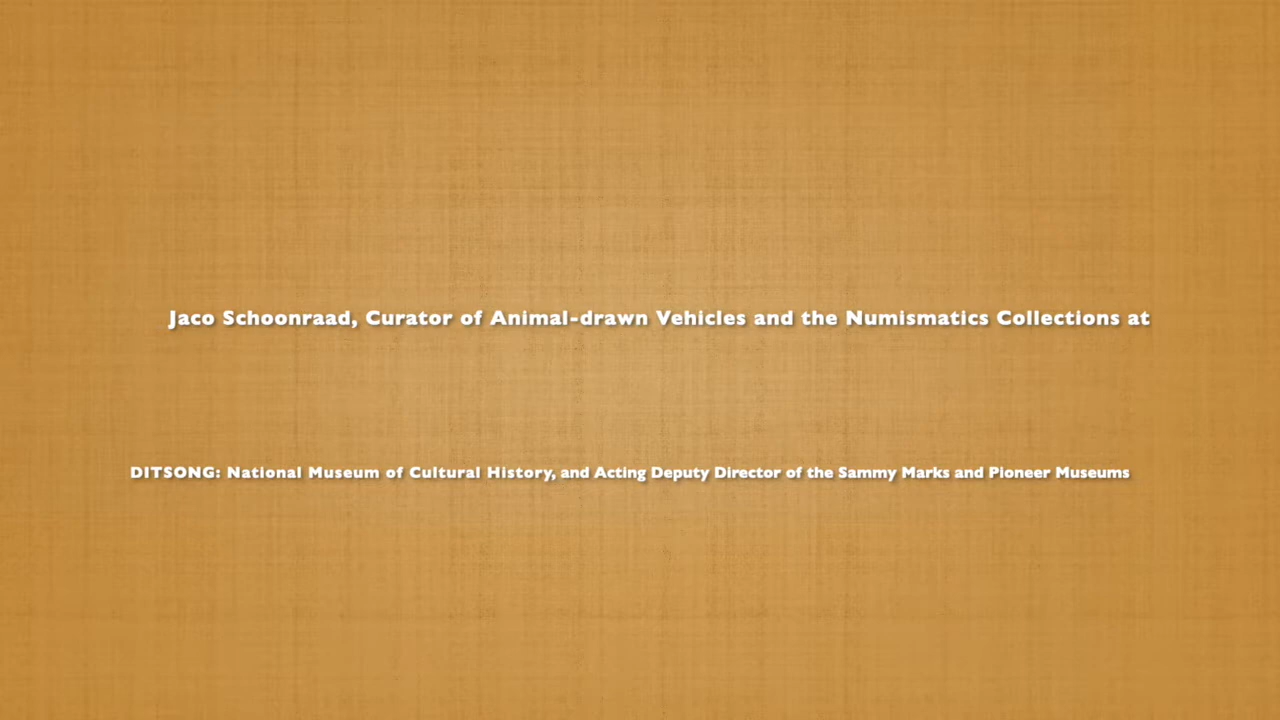 Jaco Schoonraad, Curator of Animal-drawn Vehicles and the Numismatics Collections at
DITSONG: National Museum of Cultural History, and Acting Deputy Director of the Sammy Marks and Pioneer Museums